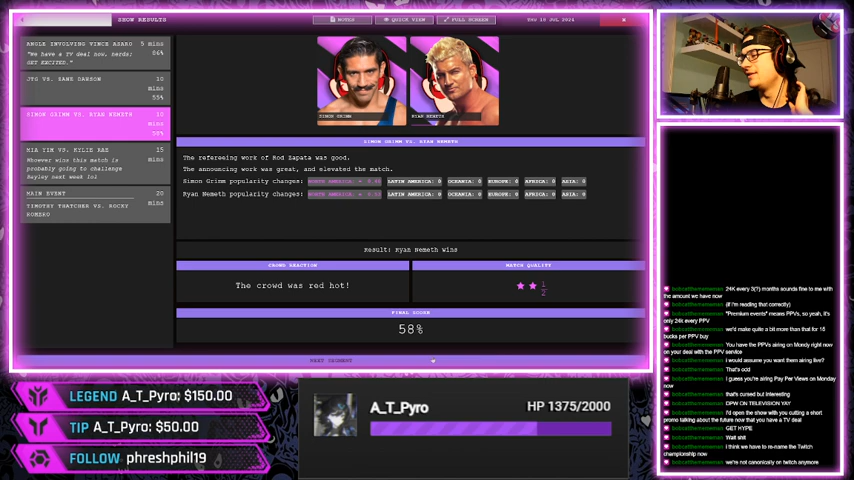 SHOW RESULTS
NOTES
QUICK VIEW
FULL SCREEN
THU 18 JUL 2024
ANGLE INVOLVING VINCE AZARO
5 mins
86%
"We have a TV deal now, nerds; GET EXCITED."
JTG VS. ZANE DAWSON
10 mins
55%
SIMON GRIMM VS. RYAN NEMETH
10 mins
58%
MIA YIM VS. KYLIE RAE
15 mins
Whoever wins this match is probably going to challenge Hayley next week lol
MAIN EVENT
20 mins
TIMOTHY THATCHER VS. ROCKY ROMERO
SIMON GRIMM
RYAN NEMETH
SIMON GRIMM VS. RYAN NEMETH
The refereeing work of Rod Zapata was good.
The announcing work was great, and elevated the match.
Simon Grimm popularity changes:
LATIN AMERICA: 0 OCEANIA: 0 EUROPE: 0 AFRICA: 0 ASIA: 0
Ryan Nemeth popularity changes:
LATIN AMERICA: 0 OCEANIA: 0 EUROPE: 0 AFRICA: 0 ASIA: 0
Result: Ryan Nemeth wins
CROWD REACTION
MATCH QUALITY
The crowd was red hot!
1/2
FINAL SCORE
58%
NEXT SEGMENT
LEGEND A_T_Pyro: $150.00
TIP A_T_Pyro: $50.00
FOLLOW phreshphil19
A_T_Pyro
HP 1375/2000
24K every 3(?) months sounds fine to me with
the amount we have now
(if I'm reading that correctly)
"Premium events" means PPVs, so yeah, it's
only 24k every PPV
we'd make quite a bit more than that for 15
bucks per PPV buy
You have the PPVs airing on Mondy right now
on your deal with the PPV service
i would assume you want them airing live?
That's odd
I guess you're airing Pay Per Views on Monday
now
that's cursed but interesting
OPW ON TELEVISION YAY
I'd open the show with you cutting a short
promo talking about the future now that you have a TV
deal
GET HYPE
Wait shit
i think we have to re-name the Twitch
championship now
we're not canonically on twitch anymore